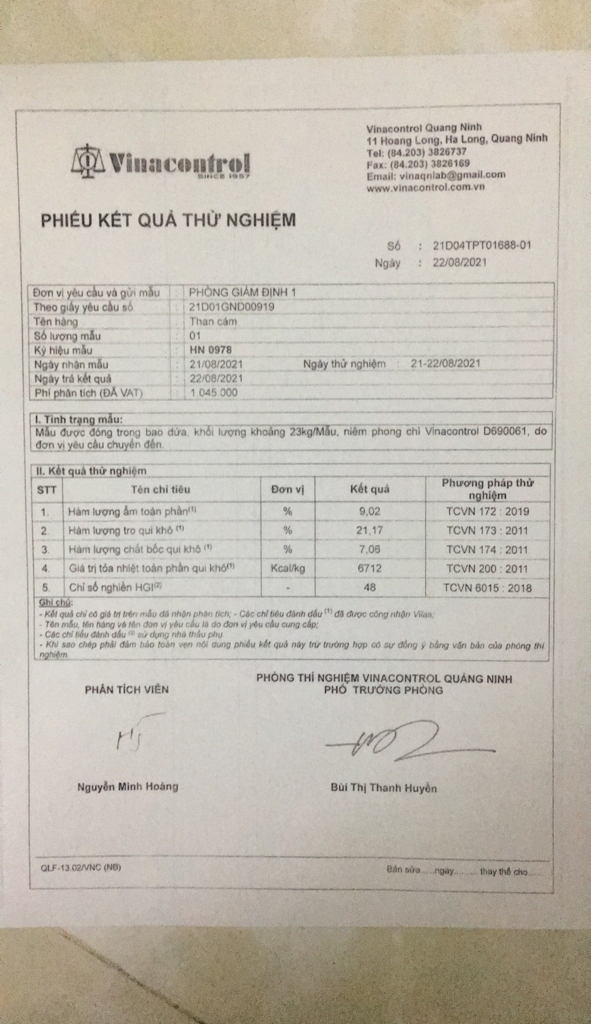 Vinacontrol
SINCE 1957
Vinacontrol Quang Ninh
11 Hoang Long, Ha Long, Quang Ninh
Tel: (84.203) 3826737
Fax: (84.203) 3826169
Email: vinaqnlab@gmail.com
www.vinacontrol.com.vn
PHIẾU KẾT QUẢ THỬ NGHIỆM
Số : 21D04TPT01688-01
Ngày : 22/08/2021
Đơn vị yêu cầu và gửi mẫu : PHÒNG GIÁM ĐỊNH 1
Theo giấy yêu cầu số : 21D01GND00919
Tên hàng : Than cám
Số lượng mẫu : 01
Ký hiệu mẫu : HN 0978
Ngày nhận mẫu : 21/08/2021 Ngày thử nghiệm : 21-22/08/2021
Ngày trả kết quả : 22/08/2021
Phí phân tích (ĐÃ VAT) : 1.045.000
I. Tình trạng mẫu:
Mẫu được đóng trong bao dứa, khối lượng khoảng 23kg/Mẫu, niêm phong chì Vinacontrol D690061, do
đơn vị yêu cầu chuyển đến.
II. Kết quả thử nghiệm
STT Tên chỉ tiêu Đơn vị Kết quả Phương pháp thử nghiệm
1. Hàm lượng ẩm toàn phần(1) % 9,02 TCVN 172 : 2019
2. Hàm lượng tro qui khô (1) % 21,17 TCVN 173 : 2011
3. Hàm lượng chất bốc qui khô (1) % 7,06 TCVN 174 : 2011
4. Giá trị tỏa nhiệt toàn phần qui khô(1) Kcal/kg 6712 TCVN 200 : 2011
5. Chỉ số nghiền HGI(2) - 48 TCVN 6015 : 2018
Ghi chú:
- Kết quả chỉ có giá trị trên mẫu đã nhận phân tích; - Các chỉ tiêu đánh dấu (1) đã được công nhận Vilas;
- Tên mẫu, tên hàng và tên đơn vị yêu cầu là do đơn vị yêu cầu cung cấp;
- Các chỉ tiêu đánh dấu (2) sử dụng nhà thầu phụ
- Khi sao chép phải đảm bảo toàn vẹn nội dung phiếu kết quả này trừ trường hợp có sự đồng ý bằng văn bản của phòng thí
nghiệm.
PHÂN TÍCH VIÊN
PHÒNG THÍ NGHIỆM VINACONTROL QUẢNG NINH
PHÓ TRƯỞNG PHÒNG
Nguyễn Minh Hoàng
Bùi Thị Thanh Huyền
QLF-13.02/VNC (NB)
Bản sửa.....ngày......... thay thế cho.....